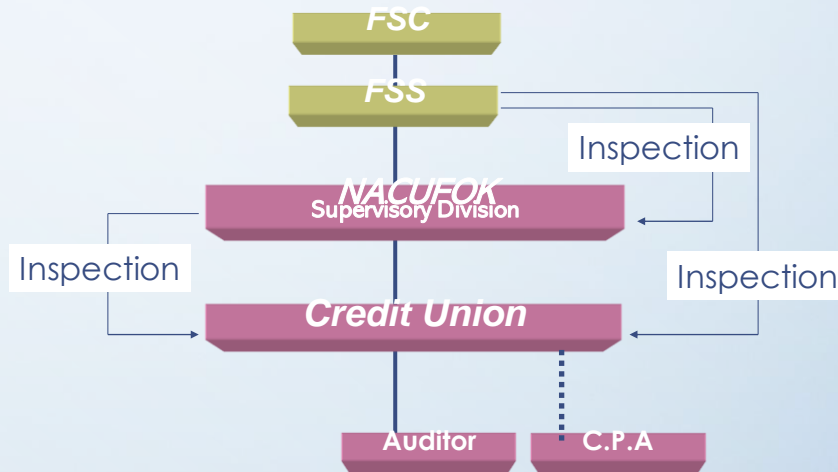 FSC
FSS
Inspection
NACUFOK
Supervisory Division
Inspection
Inspection
Credit Union
Auditor
C.P.A